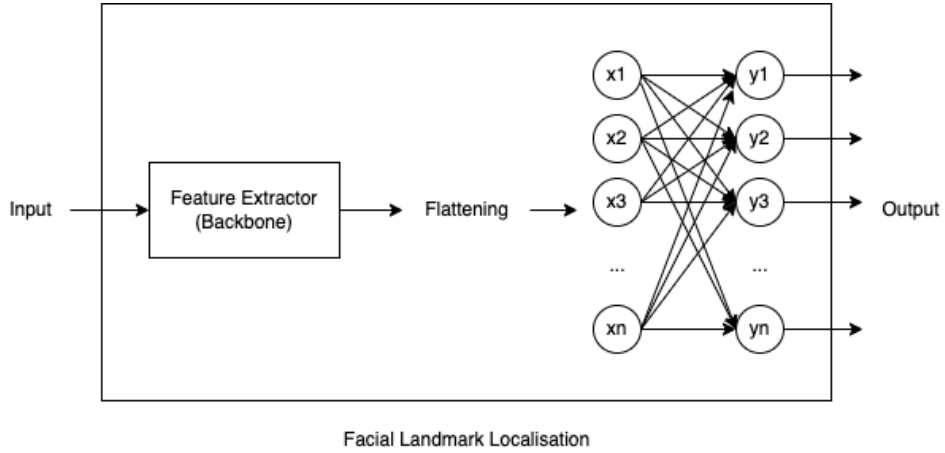 x1
y1
x2
y2
Feature Extractor
(Backbone)
Input
Flattening
x3
y3
Output
...
...
xn
yn
Facial Landmark Localisation